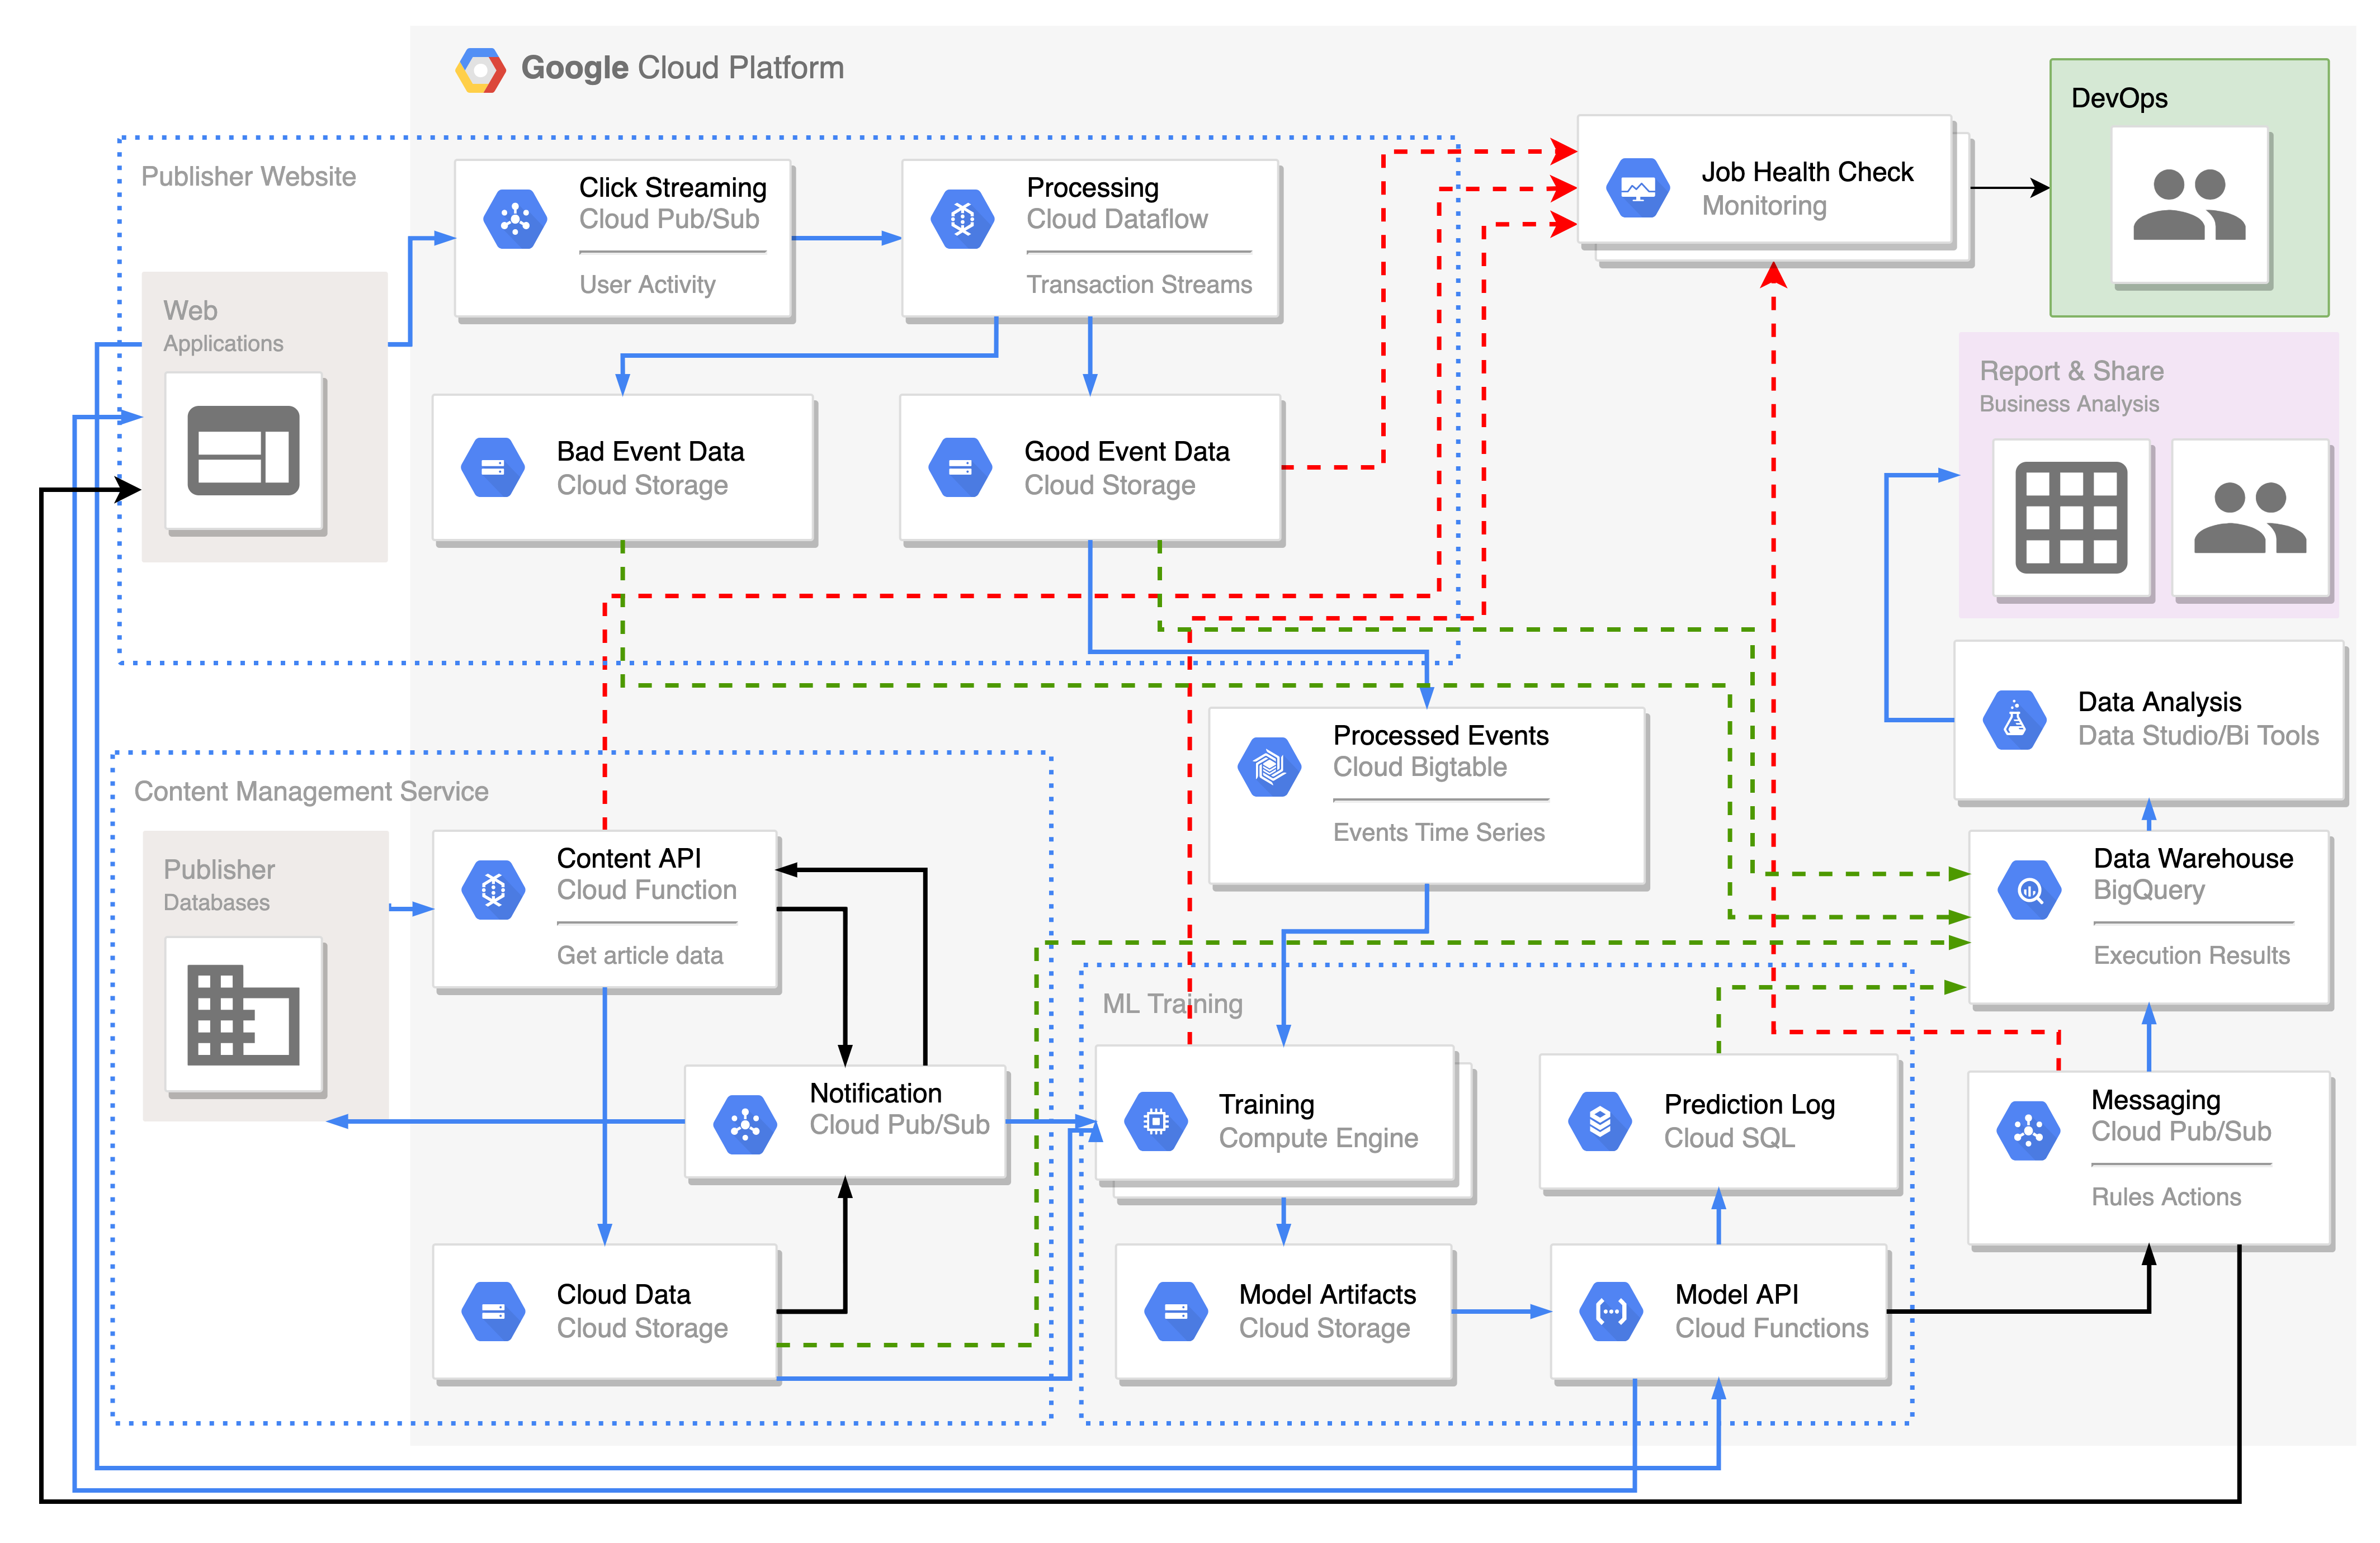 Google Cloud Platform
DevOps
Publisher Website
Click Streaming
Cloud Pub/Sub
User Activity
Processing
Cloud Dataflow
Transaction Streams
Job Health Check
Monitoring
Web
Applications
Report & Share
Business Analysis
Bad Event Data
Cloud Storage
Good Event Data
Cloud Storage
Data Analysis
Data Studio/Bi Tools
Processed Events
Cloud Bigtable
Events Time Series
Content Management Service
Publisher
Databases
Content API
Cloud Function
Get article data
Data Warehouse
BigQuery
Execution Results
ML Training
Notification
Cloud Pub/Sub
Training
Compute Engine
Prediction Log
Cloud SQL
Messaging
Cloud Pub/Sub
Rules Actions
Cloud Data
Cloud Storage
Model Artifacts
Cloud Storage
Model API
Cloud Functions